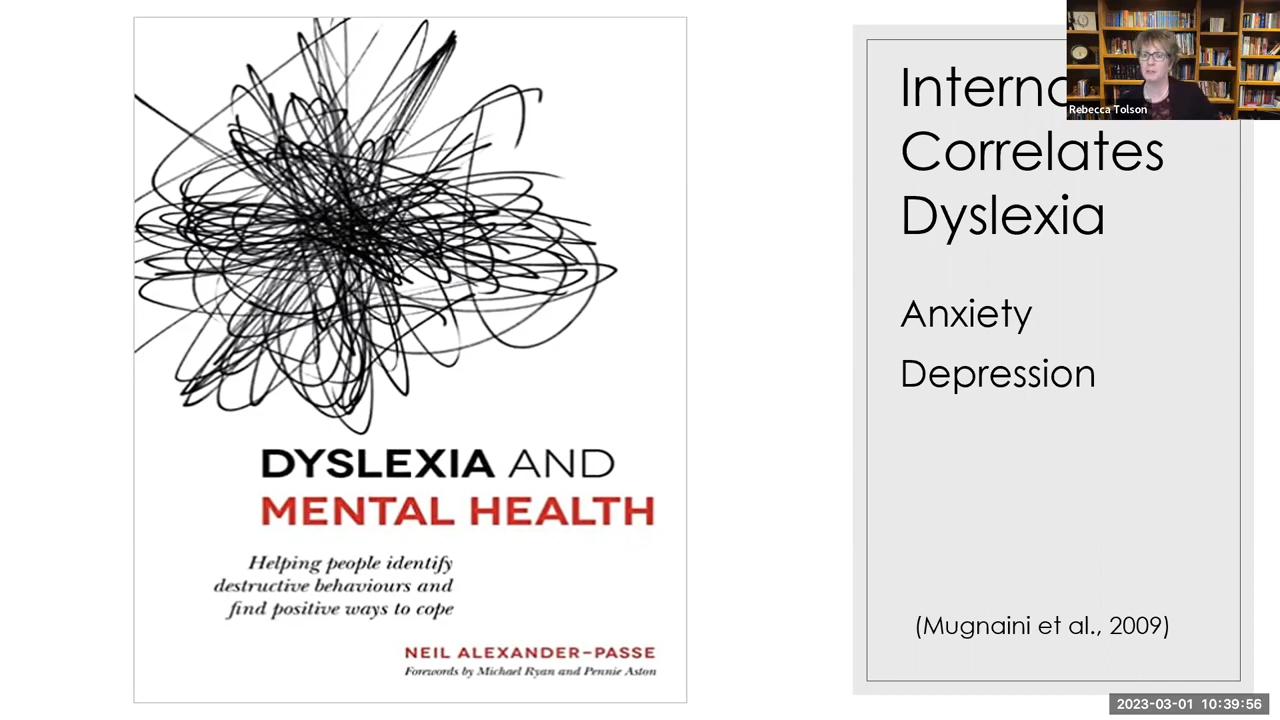 DYSLEXIA AND
MENTAL HEALTH
Helping people identify
destructive behaviours and
find positive ways to cope
NEIL ALEXANDER-PASSE
Forewords by Michael Ryan and Pennie Aston
Correlates
Dyslexia
Anxiety
Depression
(Mugnaini et al., 2009)
Rebecca Tolson
2023-03-01 10:39:56